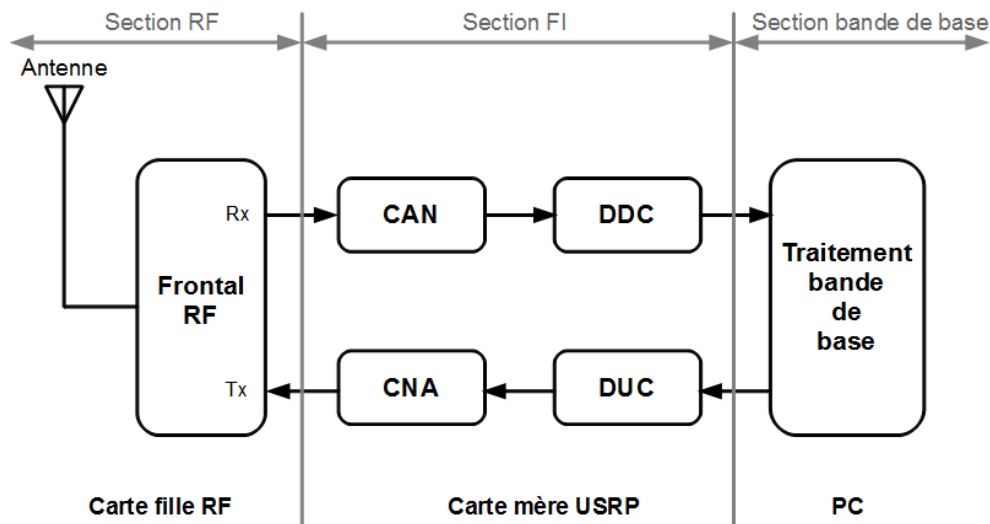 Section RF
Section FI
Section bande de base
Antenne
Rx
CAN
DDC
Frontal
RF
Traitement
bande
de
base
Tx
CNA
DUC
Carte fille RF
Carte mère USRP
PC